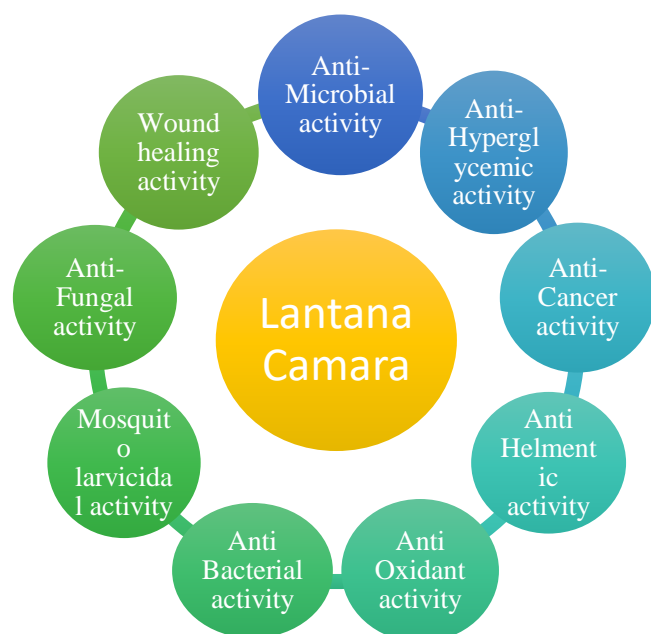 Anti-
Microbial
activity
Anti-
Hypergl
ycemic
activity
Anti-
Cancer
activity
Anti
Helment
ic
activity
Anti
Oxidant
activity
Anti
Bacterial
activity
Mosquit
o
larvicida
l activity
Anti-
Fungal
activity
Wound
healing
activity
Lantana
Camara